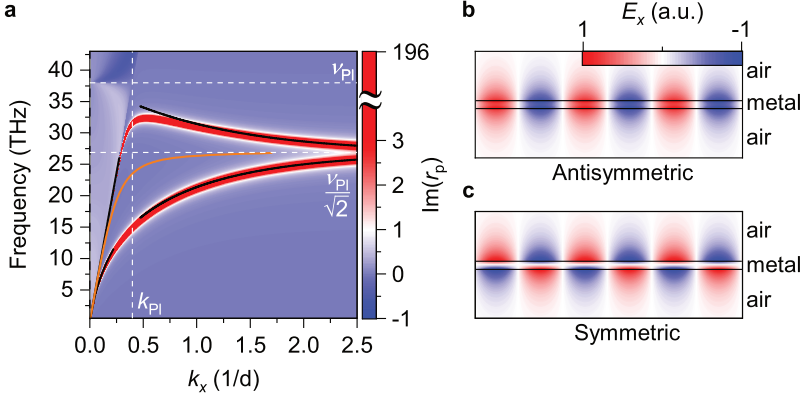 a
Frequency (THz)
40
35
30
25
20
15
10
5
0.0 0.5 1.0 1.5 2.0 2.5
kₓ (1/d)
ν_Pl
ν_Pl
√2
k_Pl
196
3
2
1
0
-1
Im(r_p)
b
Eₓ (a.u.)
1 -1
air
metal
air
Antisymmetric
c
air
metal
air
Symmetric